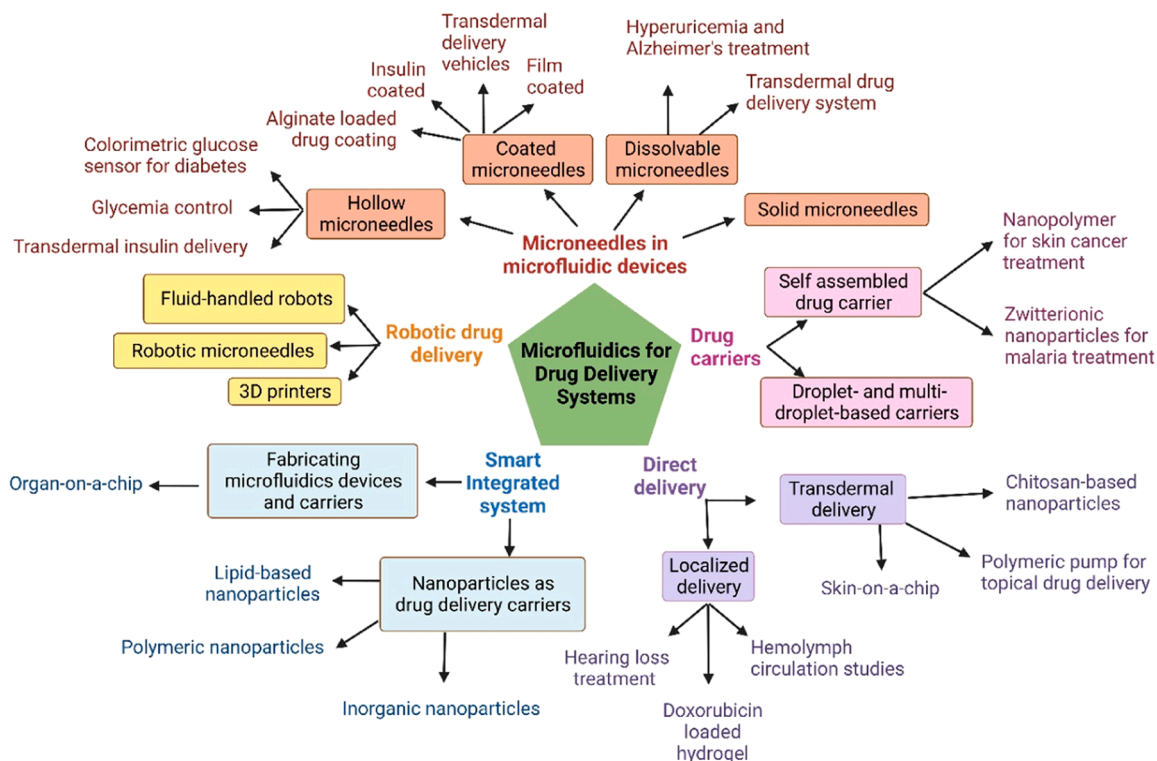 Transdermal
delivery
vehicles
Hyperuricemia and
Alzheimer's treatment
Insulin
coated
Film
coated
Transdermal drug
delivery system
Alginate loaded
drug coating
Coated
microneedles
Dissolvable
microneedles
Colorimetric glucose
sensor for diabetes
Glycemia control
Transdermal insulin delivery
Hollow
microneedles
Solid microneedles
Microneedles in
microfluidic devices
Nanopolymer
for skin cancer
treatment
Self assembled
drug carrier
Zwitterionic
nanoparticles for
malaria treatment
Fluid-handled robots
Robotic microneedles
3D printers
Robotic drug
delivery
Microfluidics for
Drug Delivery
Systems
Drug
carriers
Droplet- and multi-
droplet-based carriers
Organ-on-a-chip
Fabricating
microfluidics devices
and carriers
Smart
Integrated
system
Direct
delivery
Transdermal
delivery
Chitosan-based
nanoparticles
Polymeric pump for
topical drug delivery
Skin-on-a-chip
Localized
delivery
Lipid-based
nanoparticles
Nanoparticles as
drug delivery carriers
Polymeric nanoparticles
Inorganic nanoparticles
Hearing loss
treatment
Hemolymph
circulation studies
Doxorubicin
loaded
hydrogel